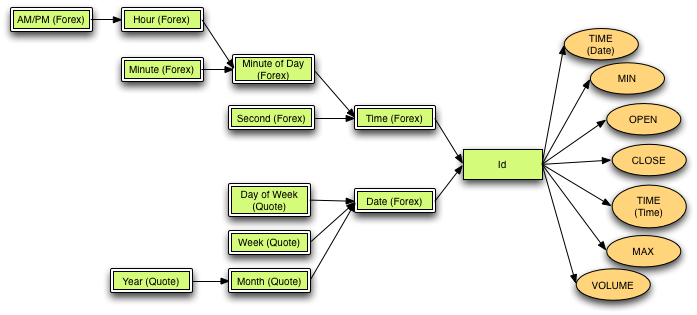 AM/PM (Forex)
Hour (Forex)
Minute (Forex)
Minute of Day
(Forex)
Second (Forex)
Time (Forex)
Day of Week
(Quote)
Week (Quote)
Date (Forex)
Year (Quote)
Month (Quote)
Id
TIME
(Date)
MIN
OPEN
CLOSE
TIME
(Time)
MAX
VOLUME